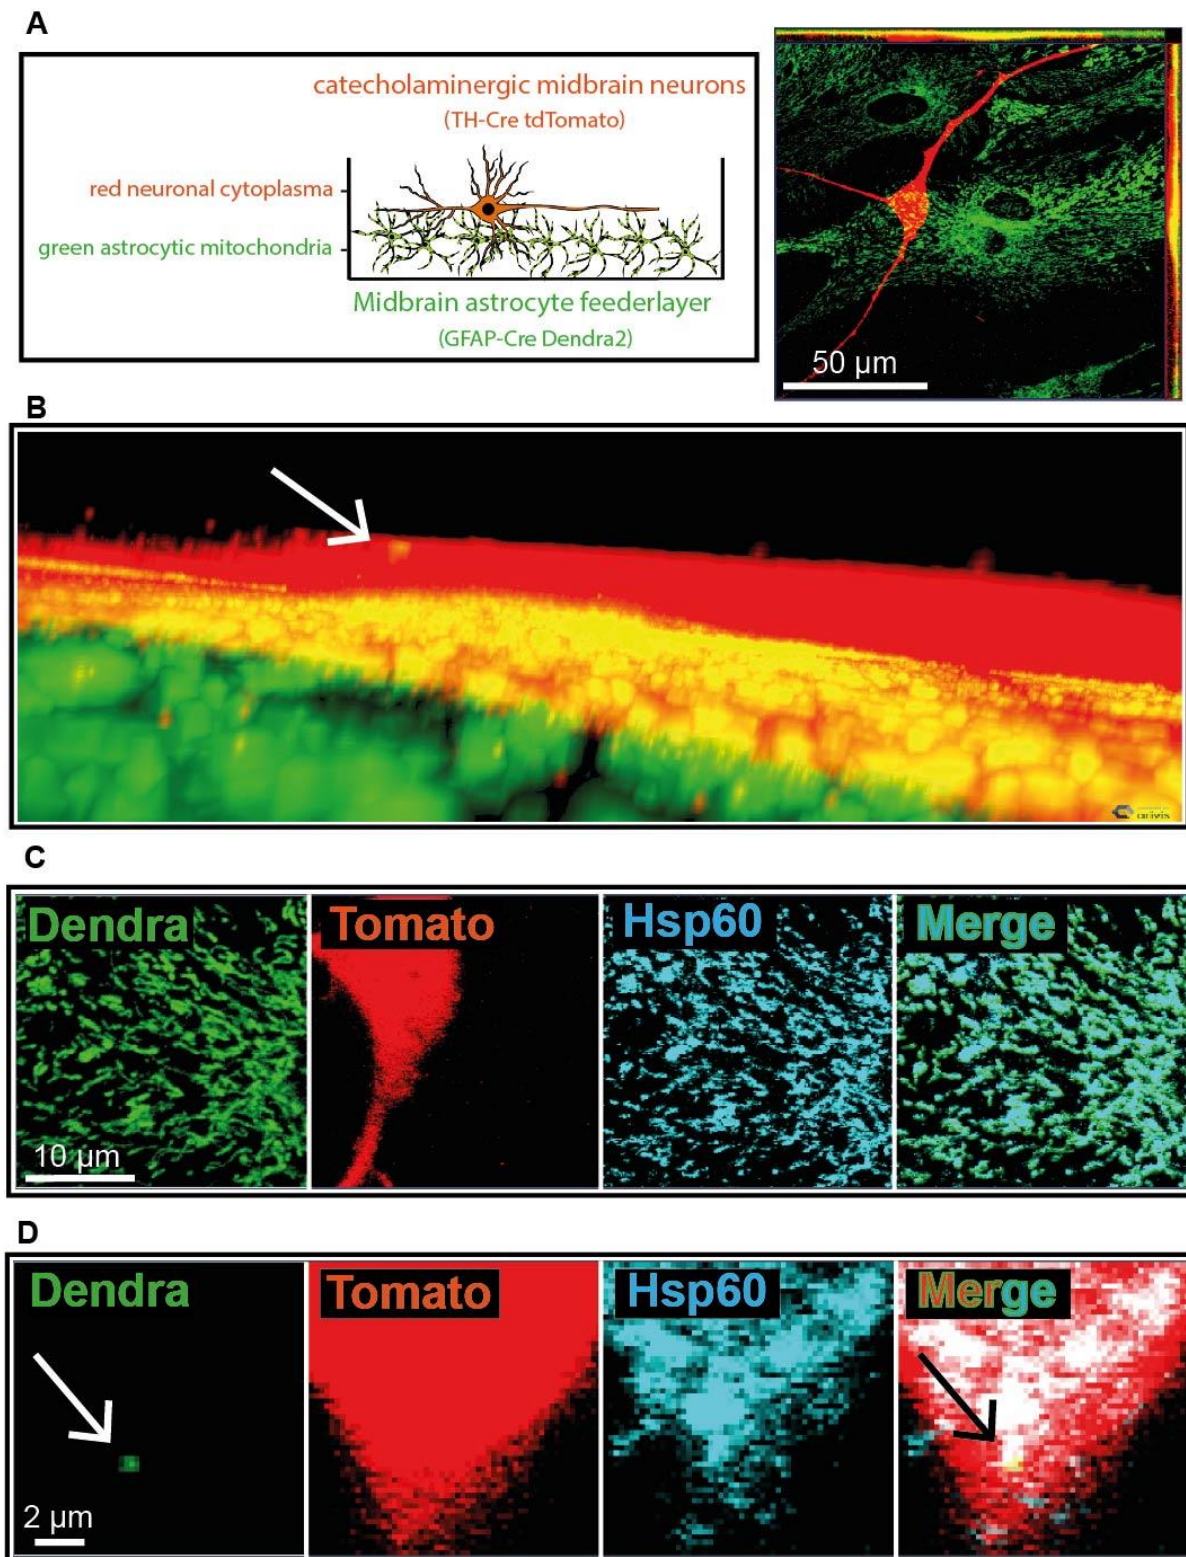 A
catecholaminergic midbrain neurons
(TH-Cre tdTomato)
red neuronal cytoplasma
green astrocytic mitochondria
Midbrain astrocyte feederlayer
(GFAP-Cre Dendra2)
50 µm
B
C
Dendra
Tomato
Hsp60
Merge
10 µm
D
Dendra
Tomato
Hsp60
Merge
2 µm